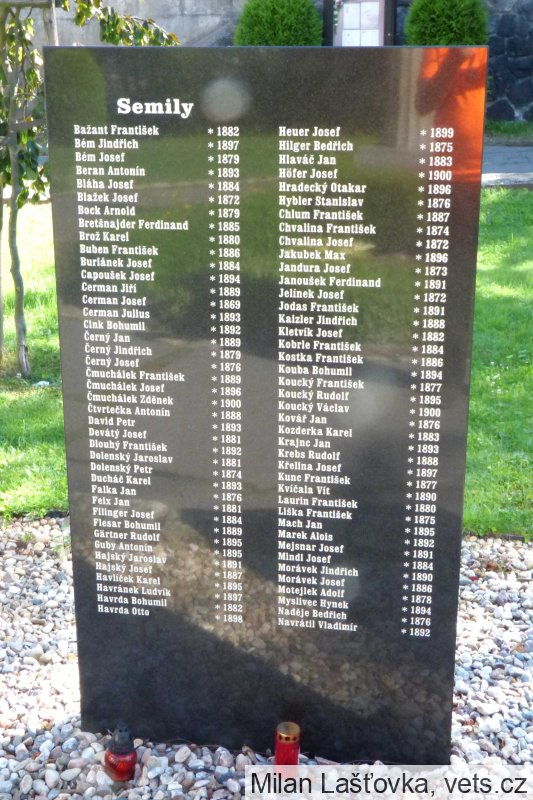 Semily
Bažant František * 1882
Bém Jindřich * 1897
Bém Josef * 1879
Beran Antonín * 1893
Bláha Josef * 1884
Blažek Josef * 1872
Bock Arnold * 1879
Bretšnajder Ferdinand * 1885
Brož Karel * 1880
Buben František * 1886
Buriánek Josef * 1884
Capoušek Josef * 1894
Cerman Jiří * 1889
Cerman Josef * 1869
Cerman Julius * 1893
Cink Bohumil * 1892
Černý Jan * 1889
Černý Jindřich * 1879
Černý Josef * 1876
Čmuchálek František * 1889
Čmuchálek Josef * 1896
Čmuchálek Zdeněk * 1900
Čtvrtečka Antonín * 1888
David Petr * 1893
Devátý Josef * 1881
Dlouhý František * 1892
Dolenský Jaroslav * 1881
Dolenský Petr * 1874
Ducháč Karel * 1893
Falka Jan * 1876
Feix Jan * 1881
Filinger Josef * 1884
Flesar Bohumil * 1889
Gärtner Rudolf * 1895
Guby Antonín * 1895
Hajský Jaroslav * 1891
Hajský Josef * 1887
Havlíček Karel * 1895
Havránek Ludvík * 1897
Havrda Bohumil * 1882
Havrda Otto * 1898
Heuer Josef * 1899
Hilger Bedřich * 1875
Hlaváč Jan * 1883
Höfer Josef * 1900
Hradecký Otakar * 1896
Hybler Stanislav * 1876
Chlum František * 1887
Chvalina František * 1874
Chvalina Josef * 1872
Jakubek Max * 1896
Jandura Josef * 1873
Janoušek Ferdinand * 1891
Jelínek Josef * 1872
Jodas František * 1891
Kaizler Jindřich * 1888
Kletvík Josef * 1882
Kobrle František * 1884
Kostka František * 1886
Kouba Bohumil * 1894
Koucký František * 1877
Koucký Rudolf * 1895
Koucký Václav * 1900
Kovář Jan * 1876
Kozderka Karel * 1883
Krajnc Jan * 1893
Krebs Rudolf * 1888
Křelina Josef * 1897
Kunc František * 1877
Kvíčala Vít * 1890
Laurin František * 1880
Liška František * 1875
Mach Jan * 1895
Marek Alois * 1892
Mejsnar Josef * 1891
Mindl Josef * 1884
Morávek Jindřich * 1890
Morávek Josef * 1886
Motejlek Adolf * 1878
Myslivec Hynek * 1894
Naděje Bedřich * 1876
Navrátil Vladimír * 1892
Milan Lašťovka, vets.cz